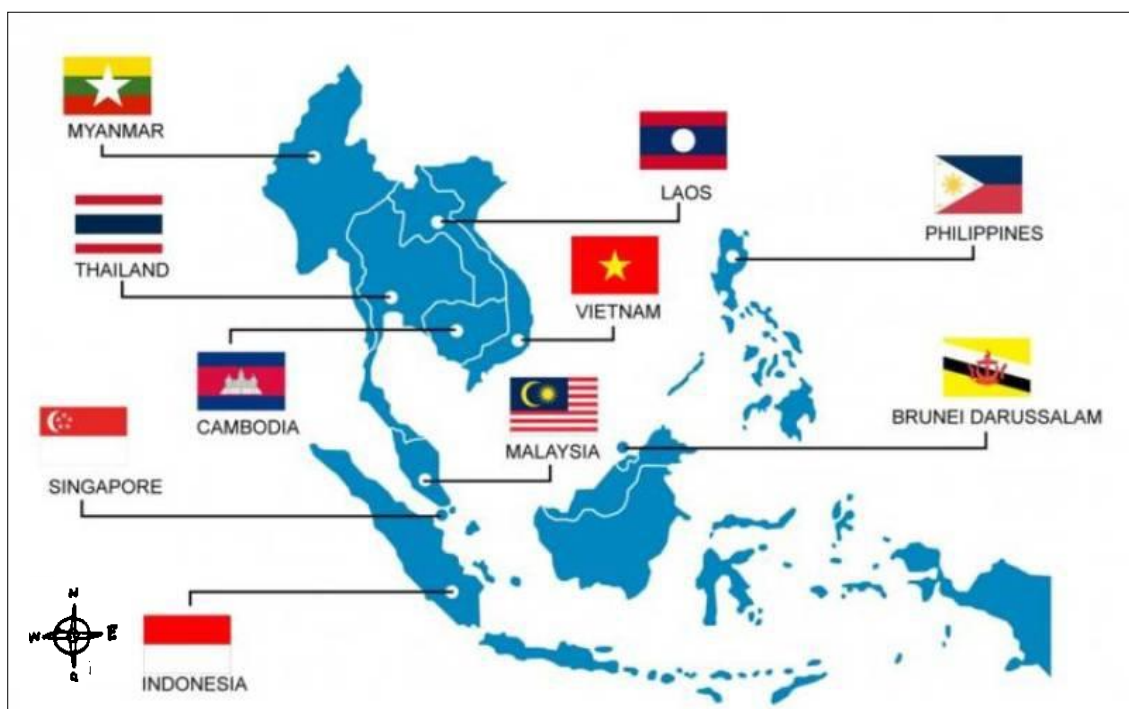 MYANMAR
LAOS
THAILAND
PHILIPPINES
VIETNAM
CAMBODIA
MALAYSIA
BRUNEI DARUSSALAM
SINGAPORE
INDONESIA
N
W E
i